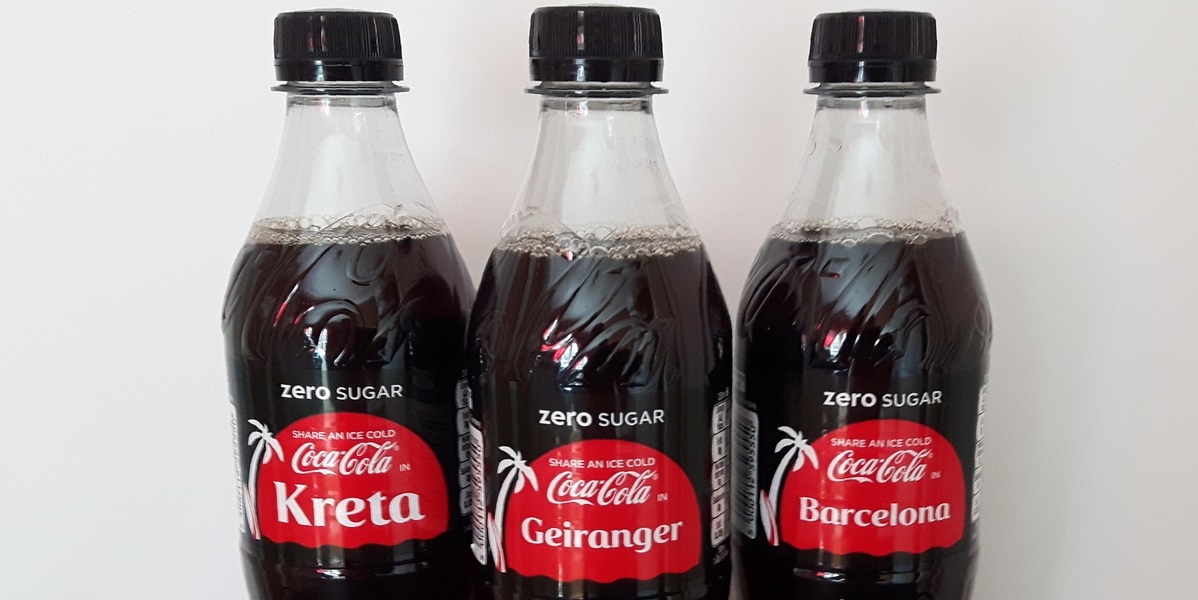 zero SUGAR
SHARE AN ICE COLD
Coca-Cola IN
Kreta
zero SUGAR
SHARE AN ICE COLD
Coca-Cola IN
Geiranger
zero SUGAR
SHARE AN ICE COLD
Coca-Cola IN
Barcelona